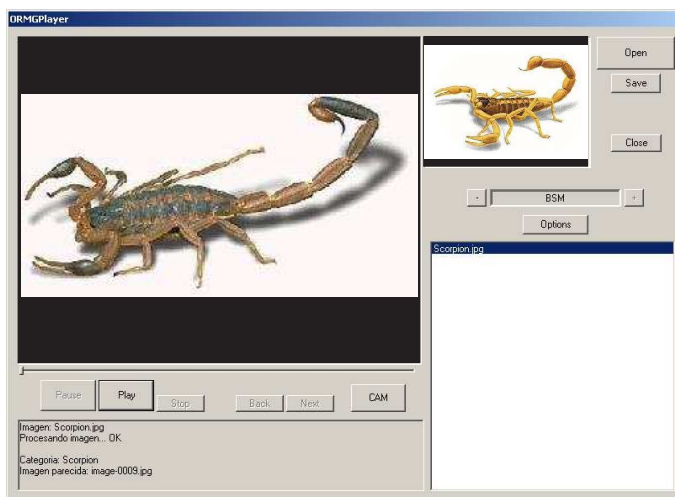 ORMGPlayer
Open
Save
Close
- BSM +
Options
Scorpion.jpg
Pause Play Stop Back Next CAM
Imagen: Scorpion.jpg
Procesando imagen... OK
Categoria: Scorpion
Imagen parecida: image-0009.jpg